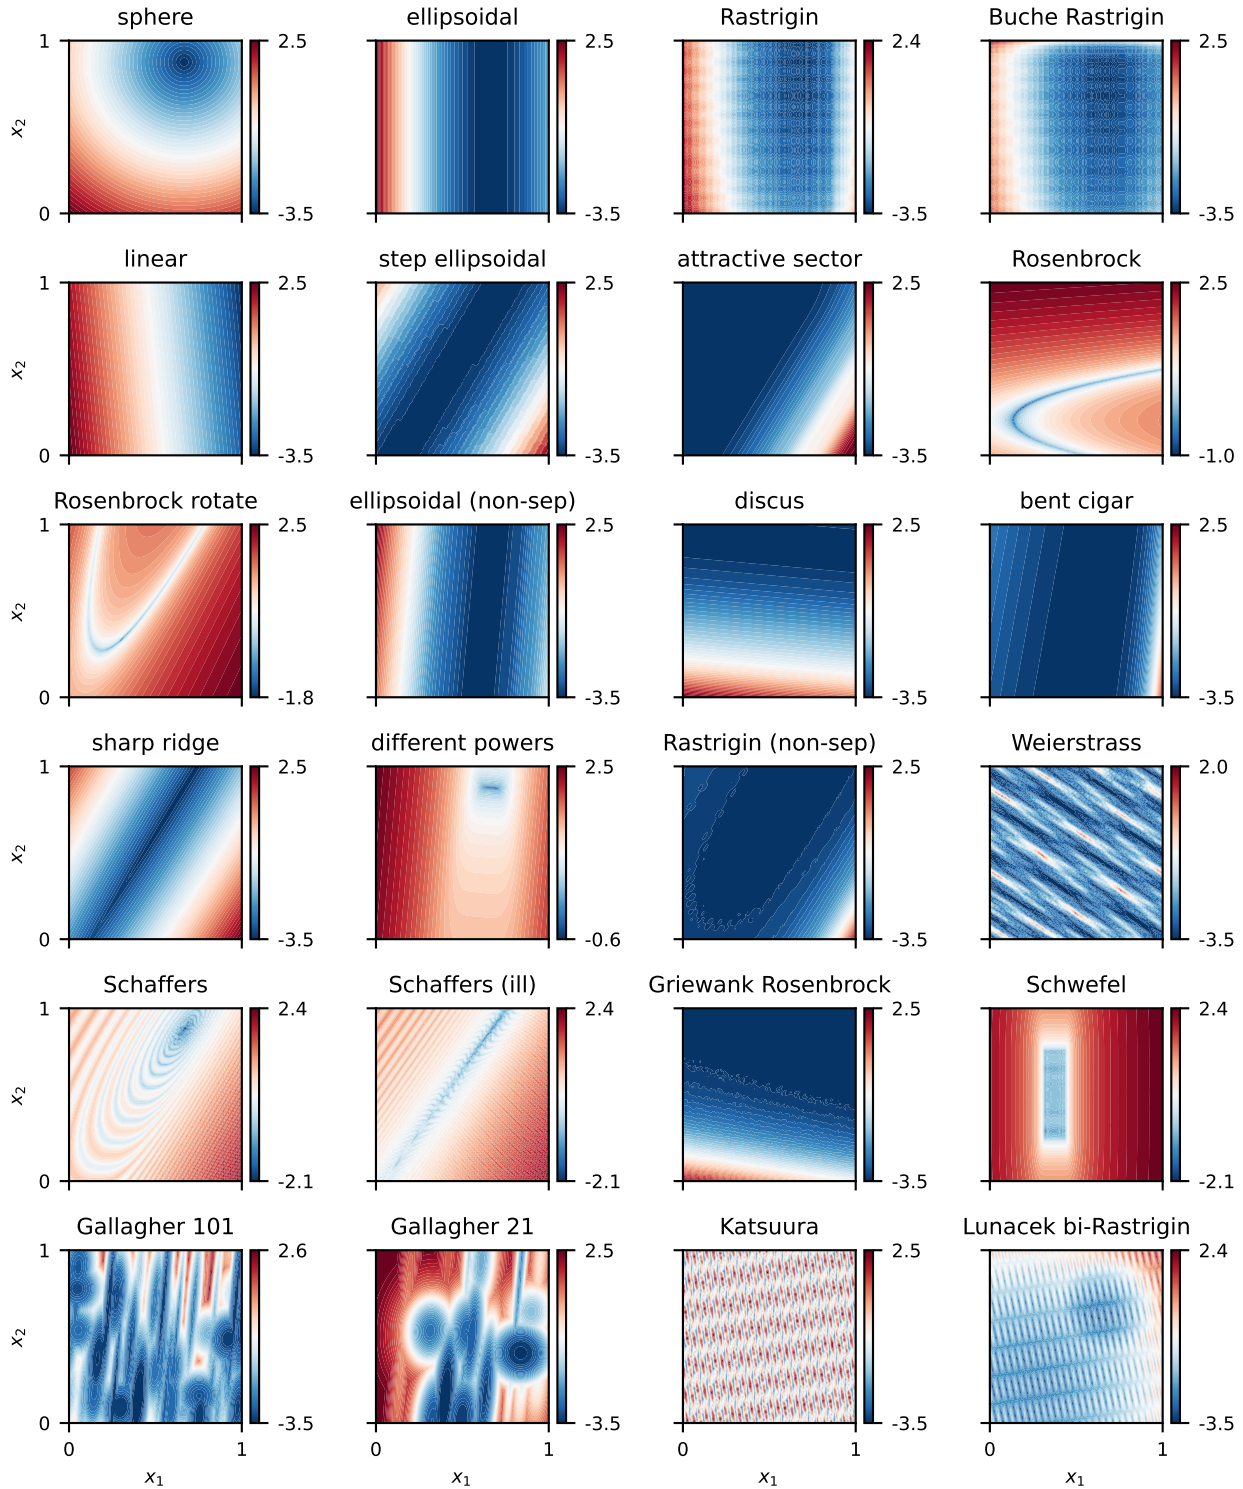 sphere ellipsoidal Rastrigin Buche Rastrigin
1 2.5 2.5 2.4 2.5
x₂
0 -3.5 -3.5 -3.5 -3.5
linear step ellipsoidal attractive sector Rosenbrock
1 2.5 2.5 2.5 2.5
x₂
0 -3.5 -3.5 -3.5 -1.0
Rosenbrock rotate ellipsoidal (non-sep) discus bent cigar
1 2.5 2.5 2.5 2.5
x₂
0 -1.8 -3.5 -3.5 -3.5
sharp ridge different powers Rastrigin (non-sep) Weierstrass
1 2.5 2.5 2.5 2.0
x₂
0 -3.5 -0.6 -3.5 -3.5
Schaffers Schaffers (ill) Griewank Rosenbrock Schwefel
1 2.4 2.4 2.5 2.4
x₂
0 -2.1 -2.1 -3.5 -2.1
Gallagher 101 Gallagher 21 Katsuura Lunacek bi-Rastrigin
1 2.6 2.5 2.5 2.4
x₂
0 -3.5 -3.5 -3.5 -3.5
0 1 0 1 0 1 0 1
x₁ x₁ x₁ x₁